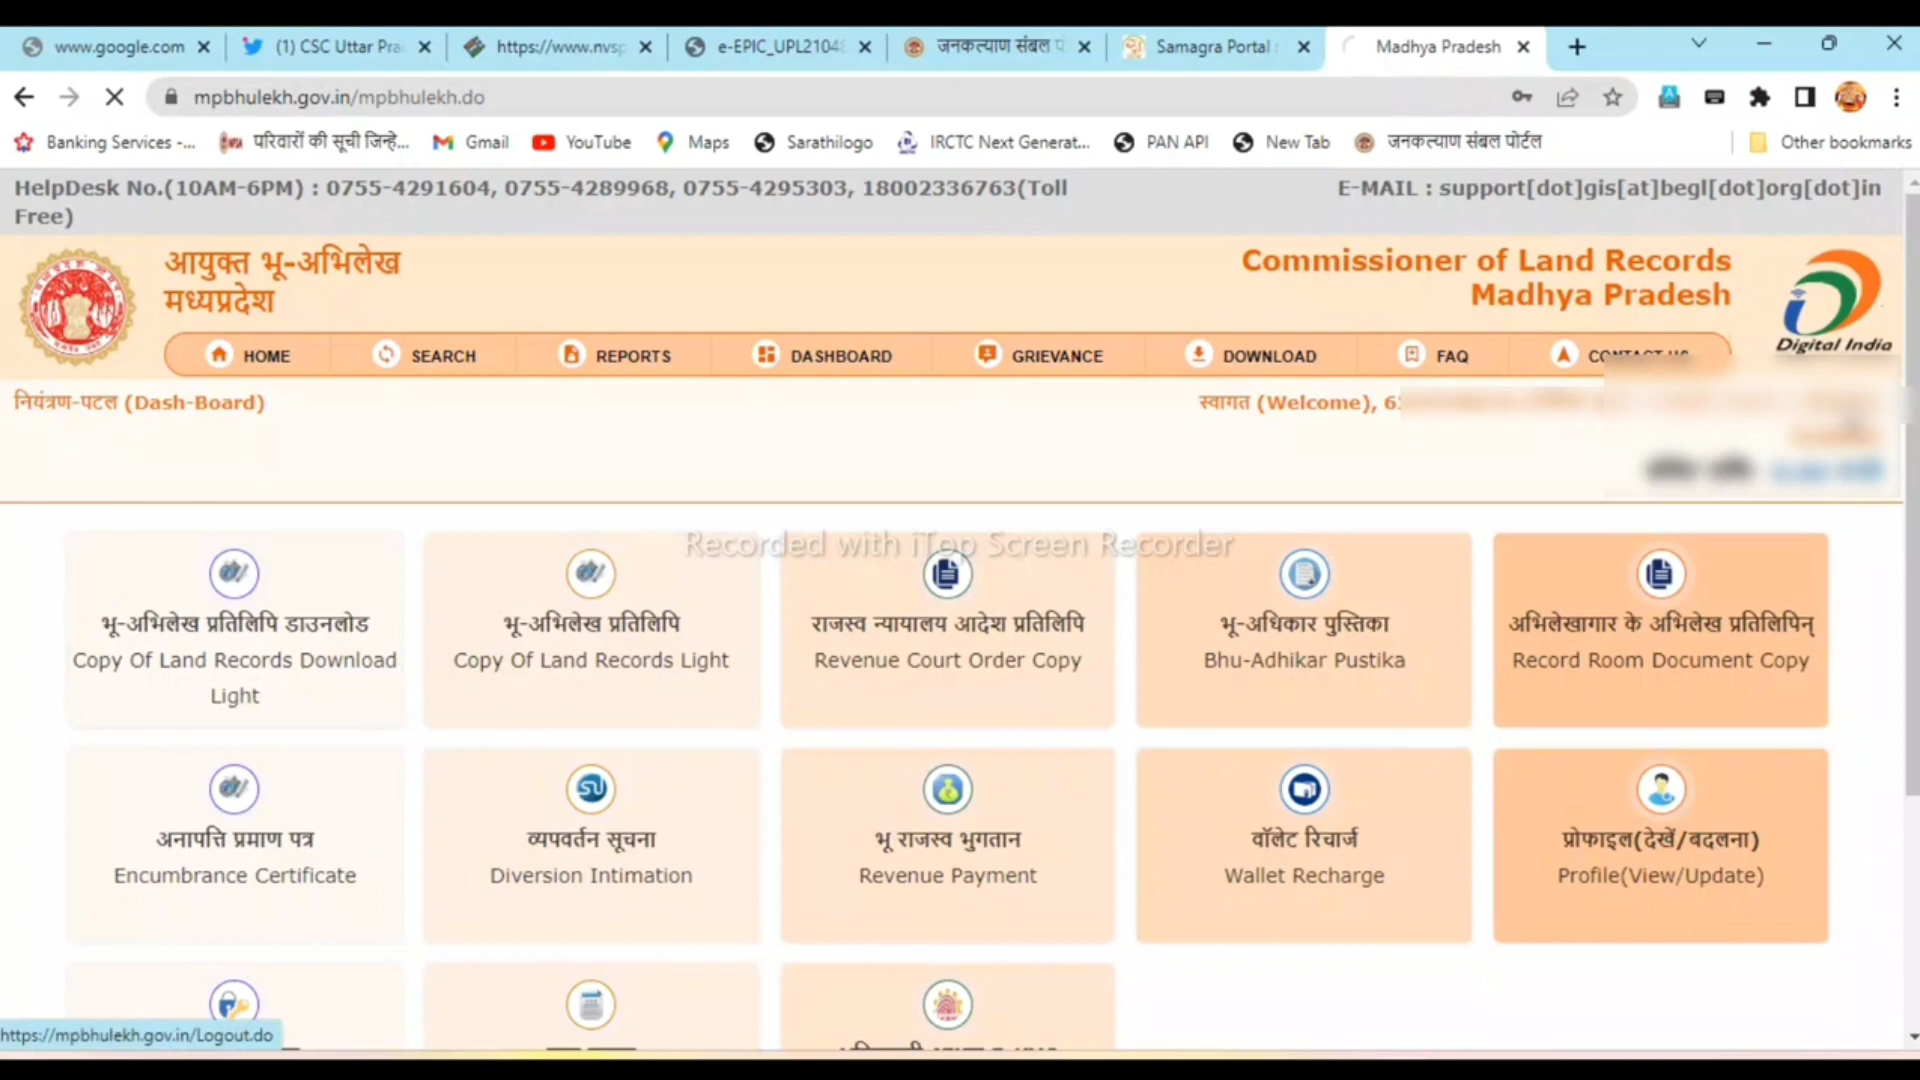 www.google.com
(1) CSC Uttar Pra
https://www.nvsp
e-EPIC_UPL2104
जनकल्याण संबल प
Samagra Portal :
Madhya Pradesh
mpbhulekh.gov.in/mpbhulekh.do
Banking Services -...
परिवारों की सूची जिन्हे...
Gmail
YouTube
Maps
Sarathilogo
IRCTC Next Generat...
PAN API
New Tab
जनकल्याण संबल पोर्टल
Other bookmarks
HelpDesk No.(10AM-6PM) : 0755-4291604, 0755-4289968, 0755-4295303, 18002336763(Toll
Free)
E-MAIL : support[dot]gis[at]begl[dot]org[dot]in
आयुक्त भू-अभिलेख
मध्यप्रदेश
Commissioner of Land Records
Madhya Pradesh
Digital India
HOME
SEARCH
REPORTS
DASHBOARD
GRIEVANCE
DOWNLOAD
FAQ
CONTACT US
नियंत्रण-पटल (Dash-Board)
स्वागत (Welcome),
Recorded with iTop Screen Recorder
भू-अभिलेख प्रतिलिपि डाउनलोड
Copy Of Land Records Download
Light
भू-अभिलेख प्रतिलिपि
Copy Of Land Records Light
राजस्व न्यायालय आदेश प्रतिलिपि
Revenue Court Order Copy
भू-अधिकार पुस्तिका
Bhu-Adhikar Pustika
अभिलेखागार के अभिलेख प्रतिलिपिन्
Record Room Document Copy
अनापत्ति प्रमाण पत्र
Encumbrance Certificate
व्यपवर्तन सूचना
Diversion Intimation
भू राजस्व भुगतान
Revenue Payment
वॉलेट रिचार्ज
Wallet Recharge
प्रोफाइल(देखें/बदलना)
Profile(View/Update)
https://mpbhulekh.gov.in/Logout.do